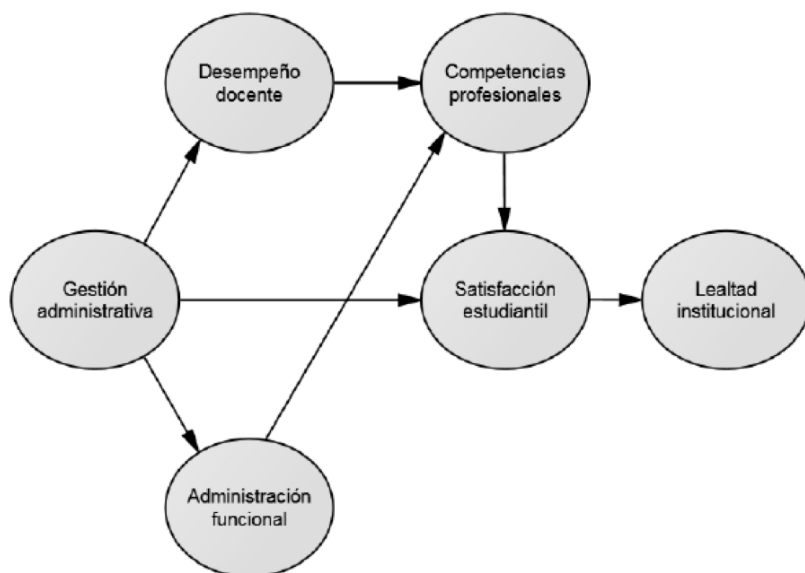 Desempeño
docente
Competencias
profesionales
Gestión
administrativa
Satisfacción
estudiantil
Lealtad
institucional
Administración
funcional